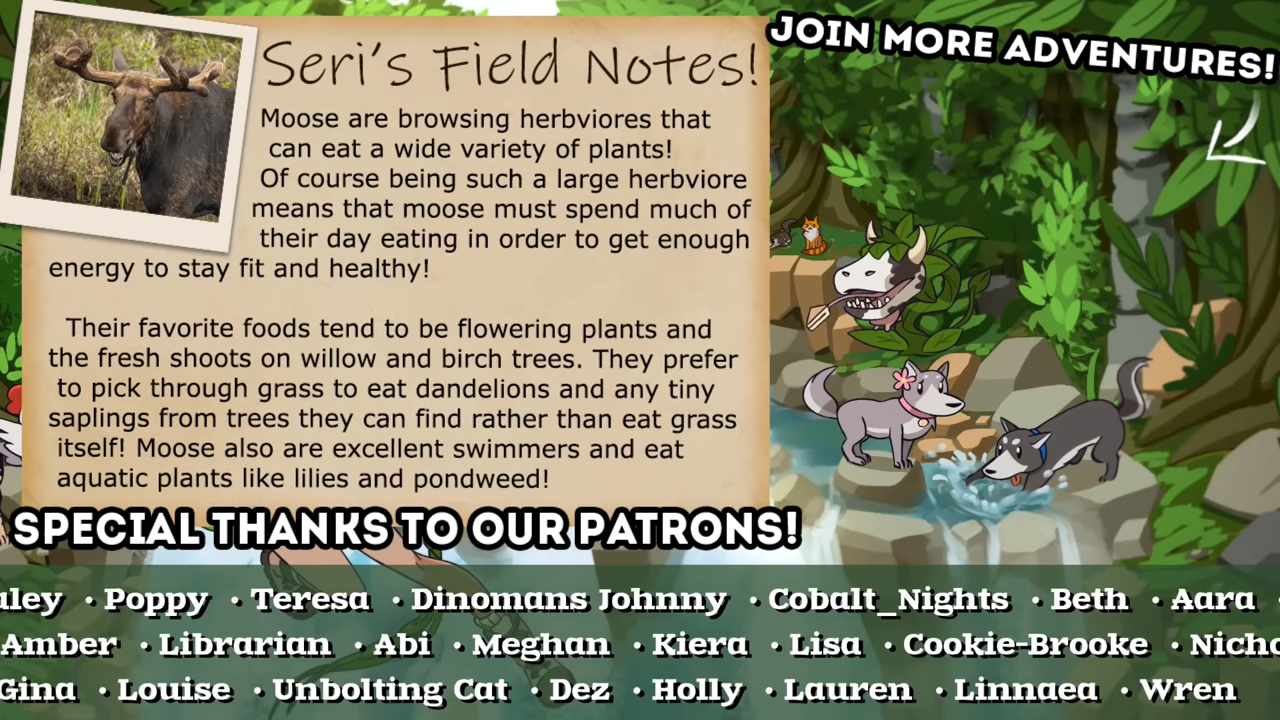 Seri's Field Notes!
JOIN MORE ADVENTURES!
Moose are browsing herbviores that
can eat a wide variety of plants!
Of course being such a large herbviore
means that moose must spend much of
their day eating in order to get enough
energy to stay fit and healthy!
Their favorite foods tend to be flowering plants and
the fresh shoots on willow and birch trees. They prefer
to pick through grass to eat dandelions and any tiny
saplings from trees they can find rather than eat grass
itself! Moose also are excellent swimmers and eat
aquatic plants like lilies and pondweed!
SPECIAL THANKS TO OUR PATRONS!
· Poppy · Teresa · Dinomans Johnny · Cobalt_Nights · Beth · Aara
Amber · Librarian · Abi · Meghan · Kiera · Lisa · Cookie-Brooke ·
Gina · Louise · Unbolting Cat · Dez · Holly · Lauren · Linnaea · Wren